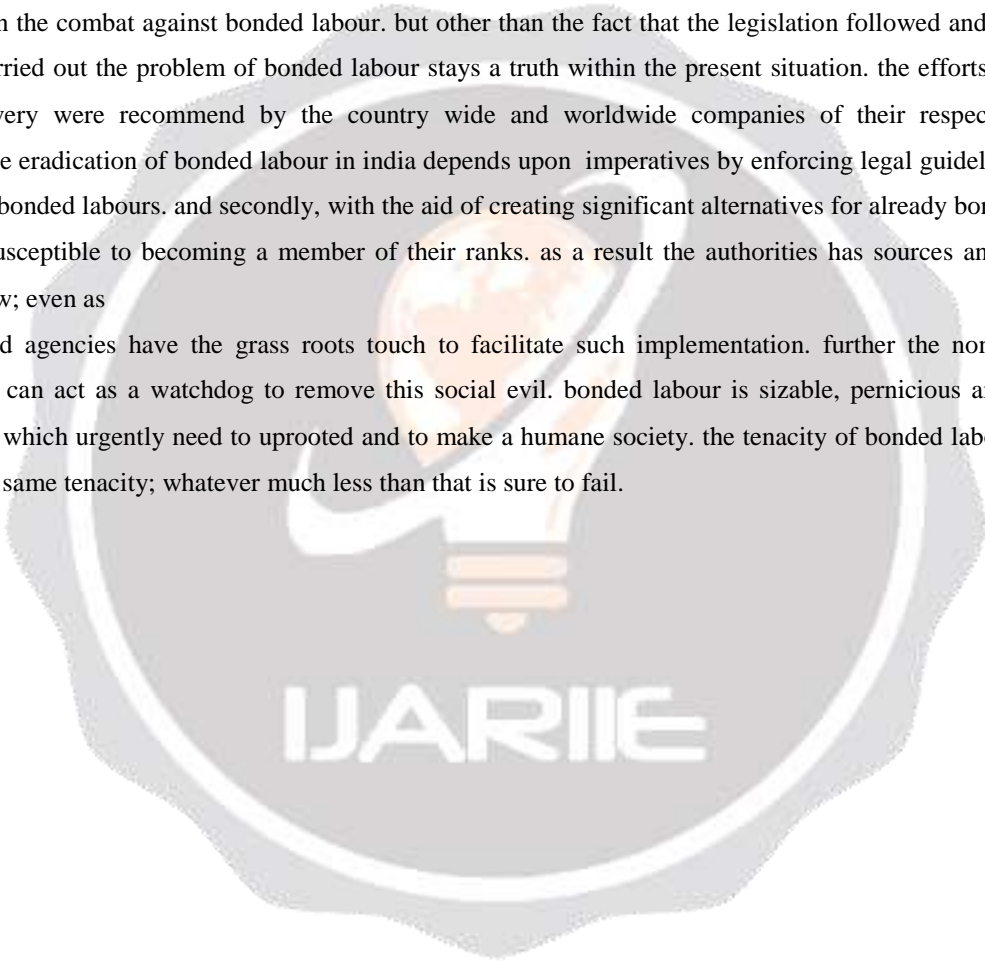 n the combat against bonded labour. but other than the fact that the legislation followed and
rried out the problem of bonded labour stays a truth within the present situation. the efforts
very were recommend by the country wide and worldwide companies of their respec
e eradication of bonded labour in india depends upon imperatives by enforcing legal guidel
bonded labours. and secondly, with the aid of creating significant alternatives for already bo
usceptible to becoming a member of their ranks. as a result the authorities has sources an
w; even as
d agencies have the grass roots touch to facilitate such implementation. further the non
can act as a watchdog to remove this social evil. bonded labour is sizable, pernicious a
which urgently need to uprooted and to make a humane society. the tenacity of bonded lab
same tenacity; whatever much less than that is sure to fail.
IJARIIE